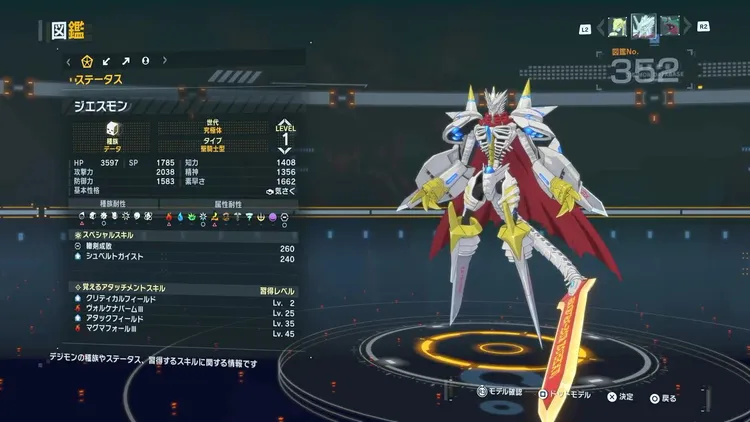 図鑑
L2
R2
図鑑No.
352
ステータス
ジエスモン
種族
データ
世代
究極体
タイプ
聖騎士型
LEVEL
1
HP 3597 SP 1785 知力 1408
攻撃力 2038 精神 1356
防御力 1583 素早さ 1662
基本性格 気さく
種族耐性 属性耐性
スペシャルスキル
轍剣成敗 260
シュベルトガイスト 240
覚えるアタッチメントスキル 習得レベル
クリティカルフィールド Lv. 2
ヴォルケナパームⅢ Lv. 25
アタックフィールド Lv. 35
マグマフォールⅢ Lv. 45
デジモンの種族やステータス、習得するスキルに関する情報です
モデル確認
ドットモデル
決定
戻る